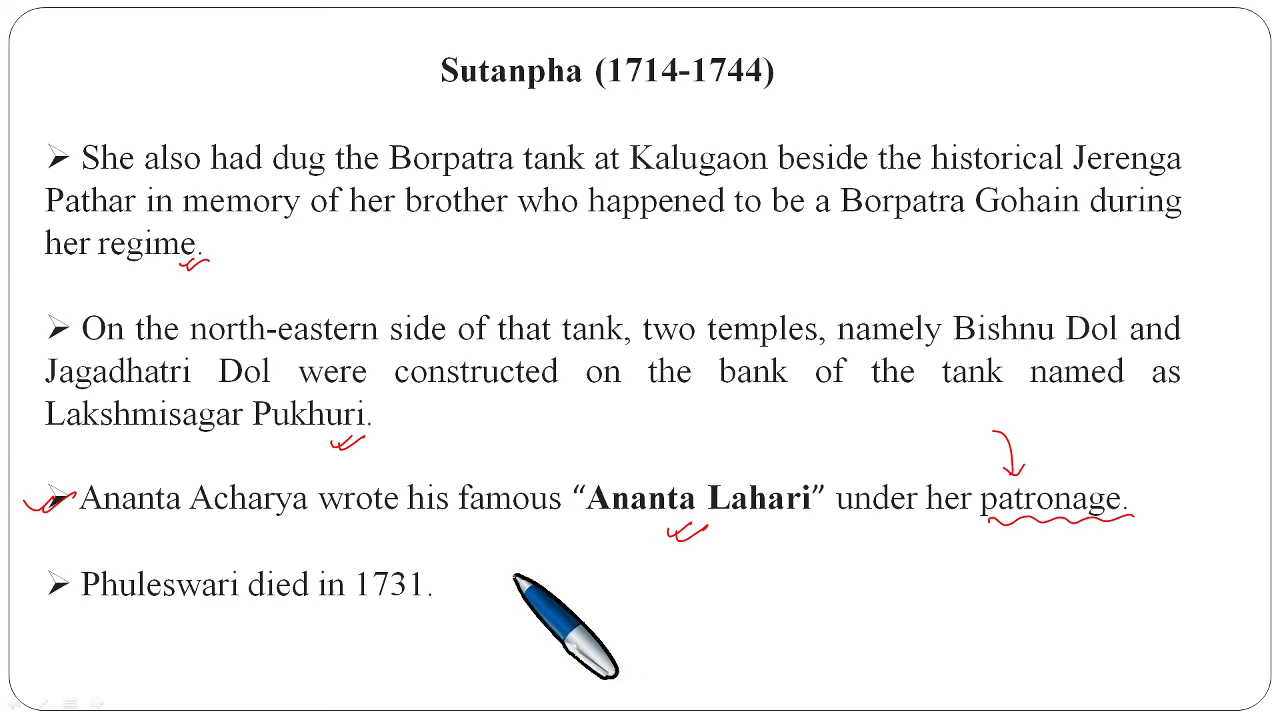 Sutanpha (1714-1744)
➢ She also had dug the Borpatra tank at Kalugaon beside the historical Jerenga
Pathar in memory of her brother who happened to be a Borpatra Gohain during
her regime.
➢ On the north-eastern side of that tank, two temples, namely Bishnu Dol and
Jagadhatri Dol were constructed on the bank of the tank named as
Lakshmisagar Pukhuri.
➢ Ananta Acharya wrote his famous “Ananta Lahari” under her patronage.
➢ Phuleswari died in 1731.